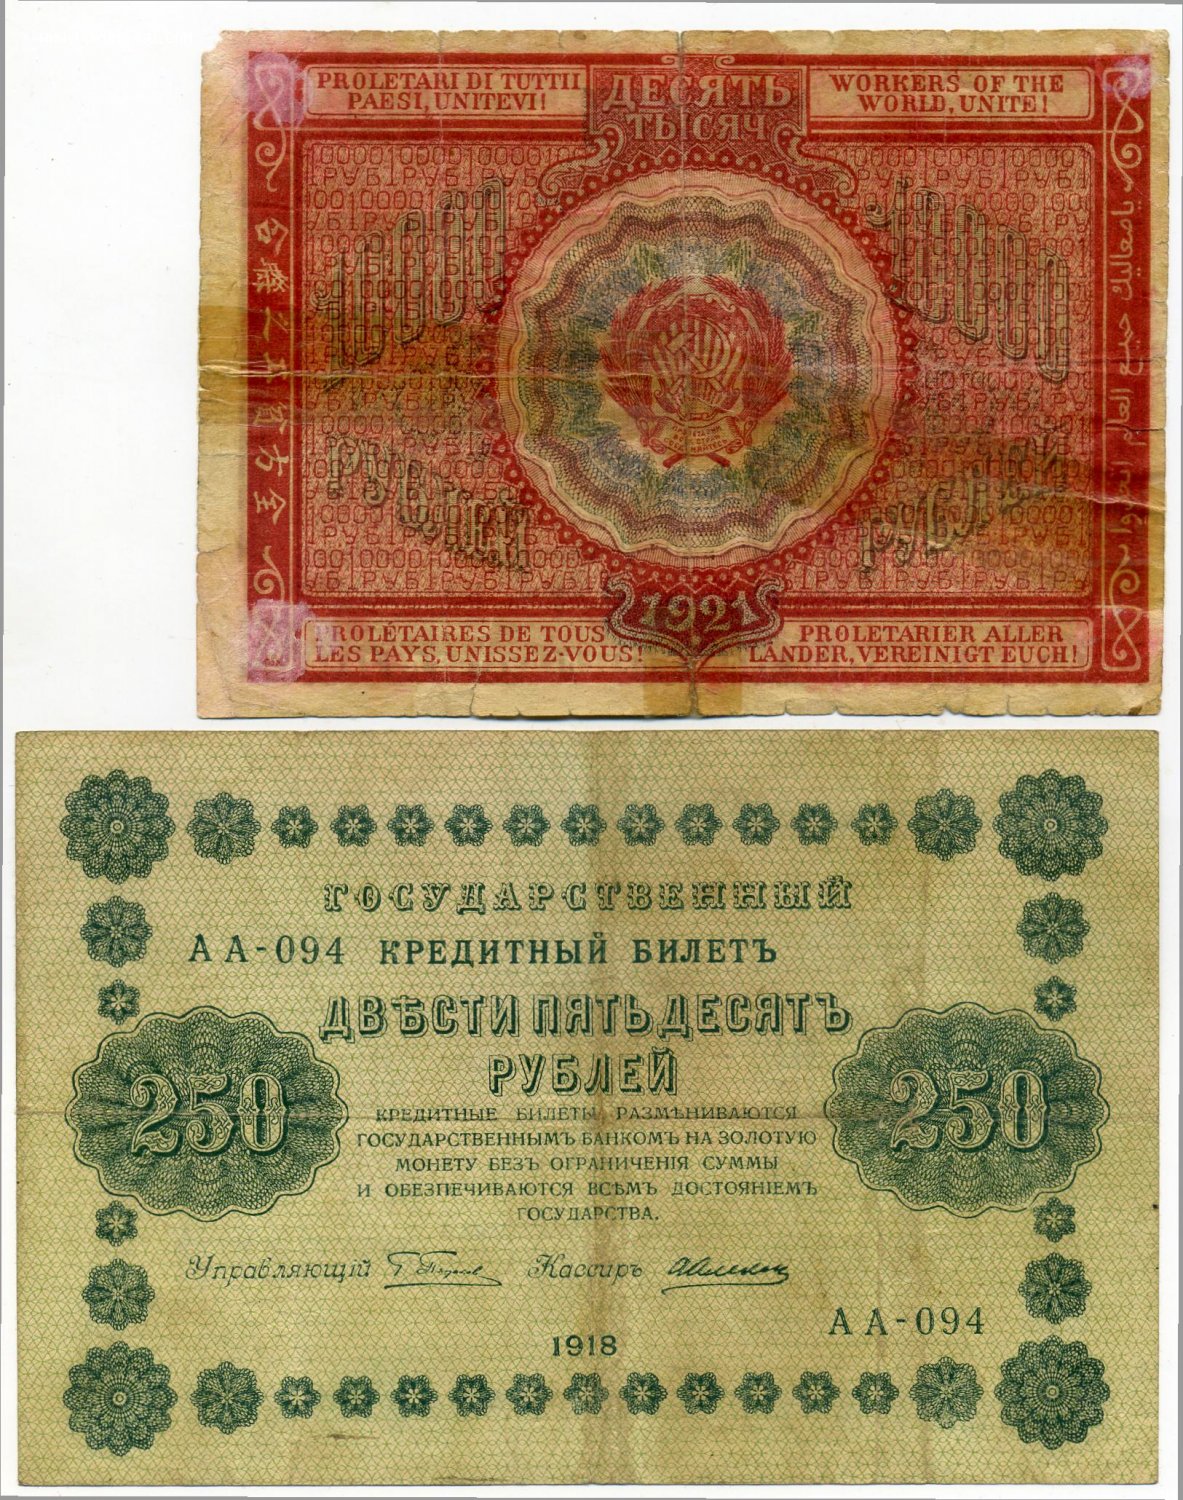 PROLETARI DI TUTTII
PAESI, UNITEVI!
ДЕСЯТЬ
ТЫСЯЧ
WORKERS OF THE
WORLD, UNITE!
10000
10000
рублей
рублей
1921
PROLÉTAIRES DE TOUS
LES PAYS, UNISSEZ-VOUS!
PROLETARIER ALLER
LÄNDER, VEREINIGT EUCH!
ГОСУДАРСТВЕННЫЙ
АА-094 КРЕДИТНЫЙ БИЛЕТЪ
ДВѢСТИ ПЯТЬДЕСЯТЪ
РУБЛЕЙ
250
250
КРЕДИТНЫЕ БИЛЕТЫ РАЗМѢНИВАЮТСЯ
ГОСУДАРСТВЕННЫМЪ БАНКОМЪ НА ЗОЛОТУЮ
МОНЕТУ БЕЗЪ ОГРАНИЧЕНІЯ СУММЫ
И ОБЕЗПЕЧИВАЮТСЯ ВСѢМЪ ДОСТОЯНІЕМЪ
ГОСУДАРСТВА.
Управляющій
Кассиръ
АА-094
1918